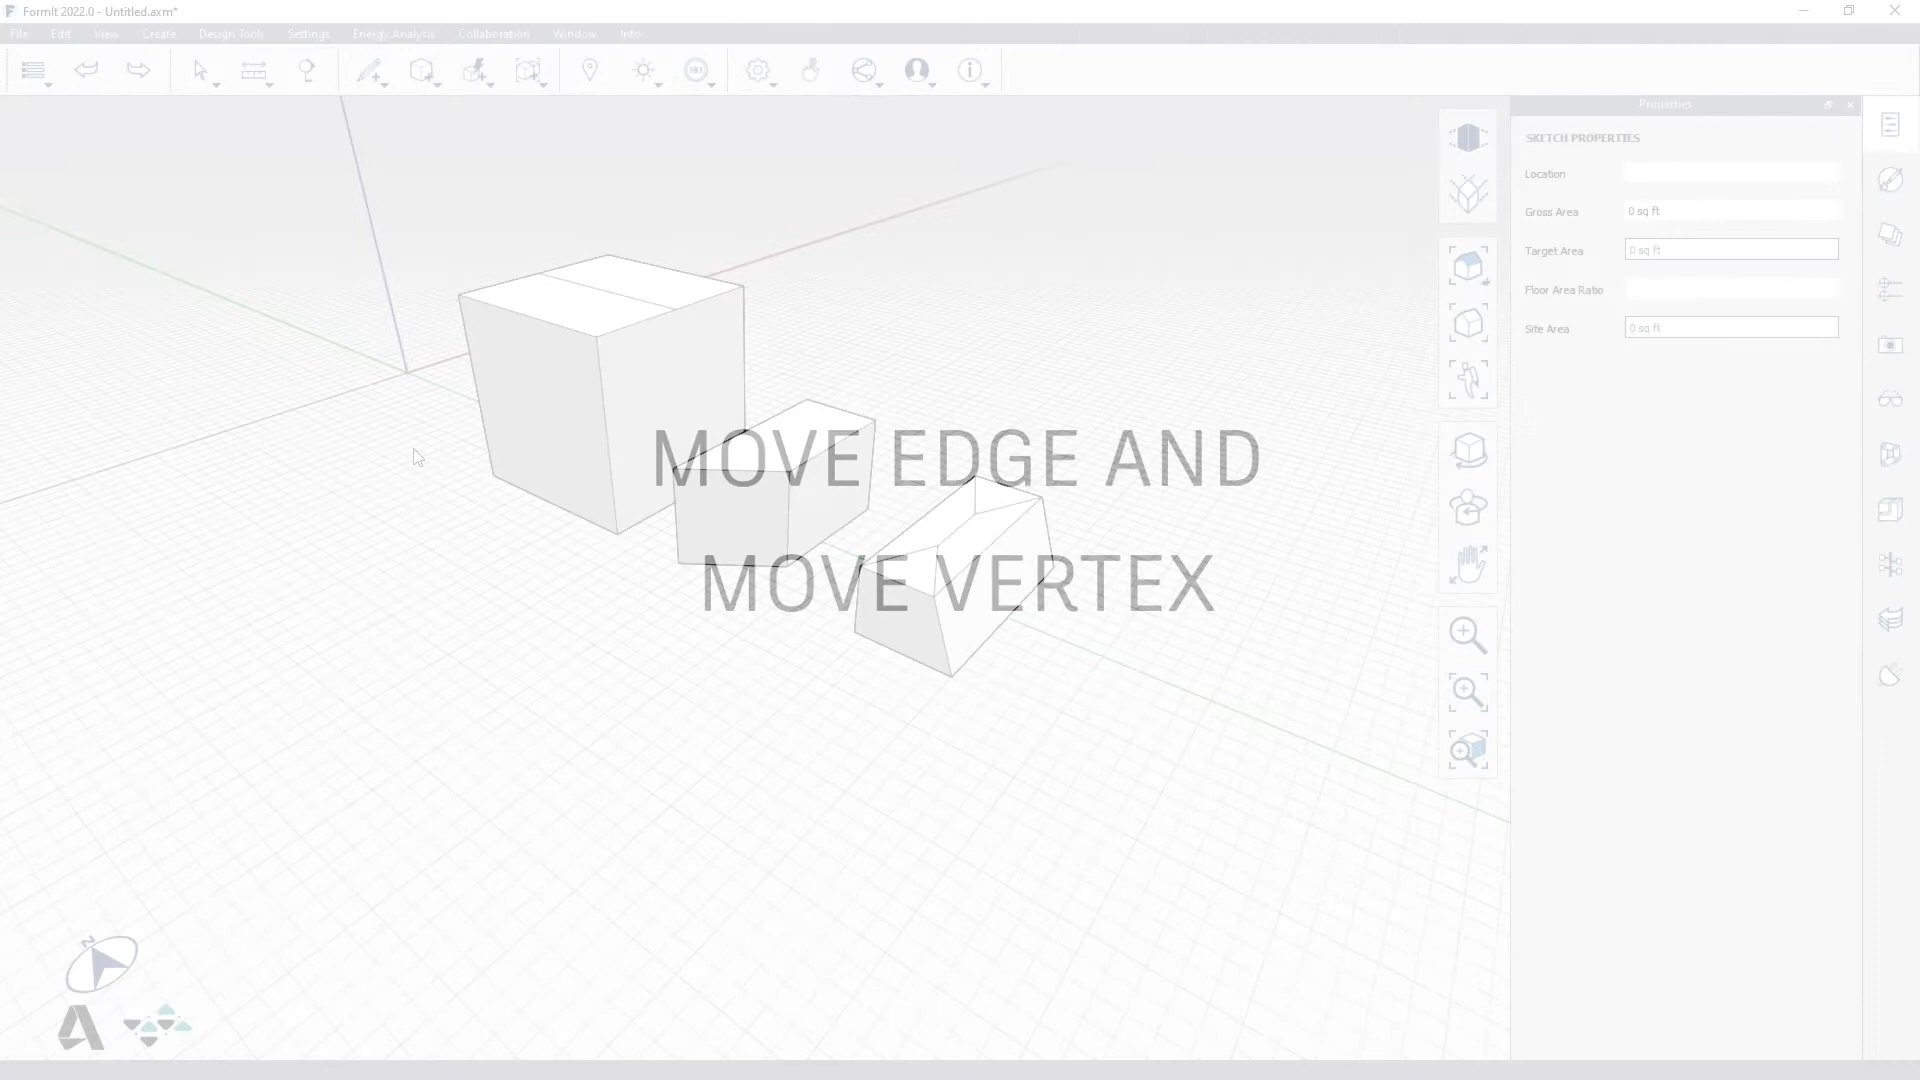 FormIt 2022.0 - Untitled.axm*
File Edit View Create Design Tools Settings Energy Analysis Collaboration Window Info
Properties
SKETCH PROPERTIES
Location
Gross Area 0 sq ft
Target Area 0 sq ft
Floor Area Ratio
Site Area 0 sq ft
MOVE EDGE AND
MOVE VERTEX
N